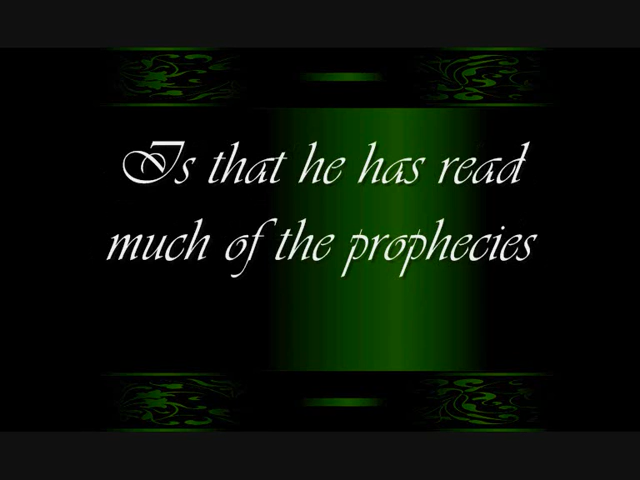 Is that he has read
much of the prophecies